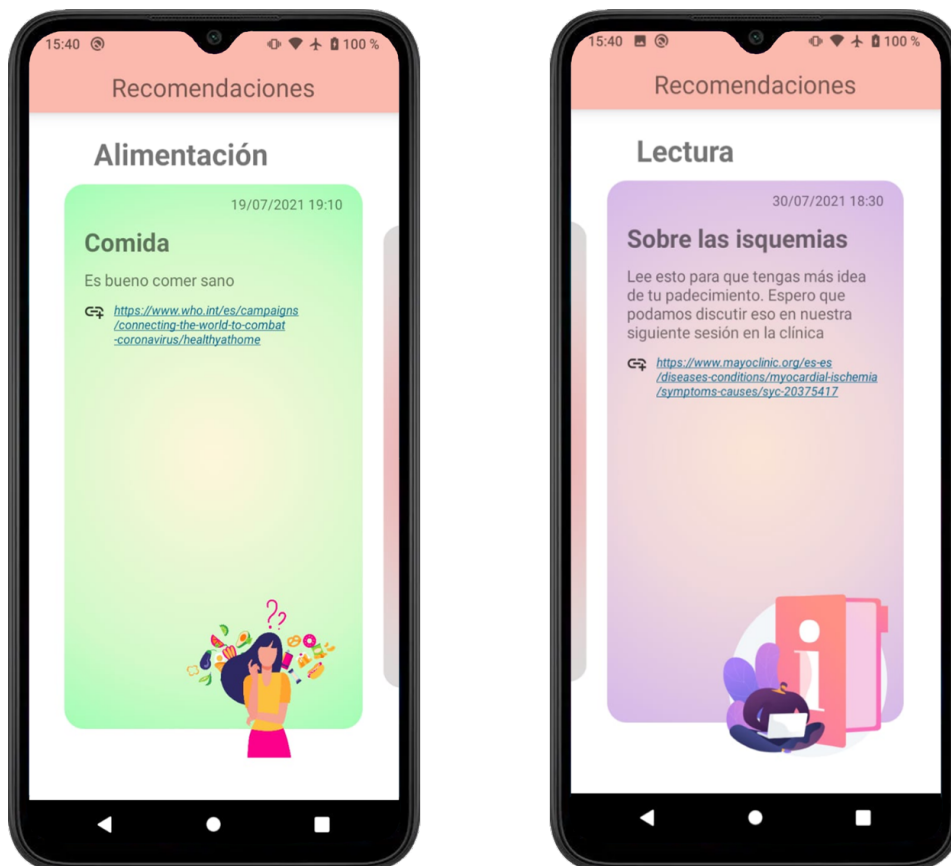 15:40 100 %
Recomendaciones
Alimentación
19/07/2021 19:10
Comida
Es bueno comer sano
https://www.who.int/es/campaigns
/connecting-the-world-to-combat
-coronavirus/healthyathome
??
15:40 100 %
Recomendaciones
Lectura
30/07/2021 18:30
Sobre las isquemias
Lee esto para que tengas más idea
de tu padecimiento. Espero que
podamos discutir eso en nuestra
siguiente sesión en la clínica
https://www.mayoclinic.org/es-es
/diseases-conditions/myocardial-ischemia
/symptoms-causes/syc-20375417
i